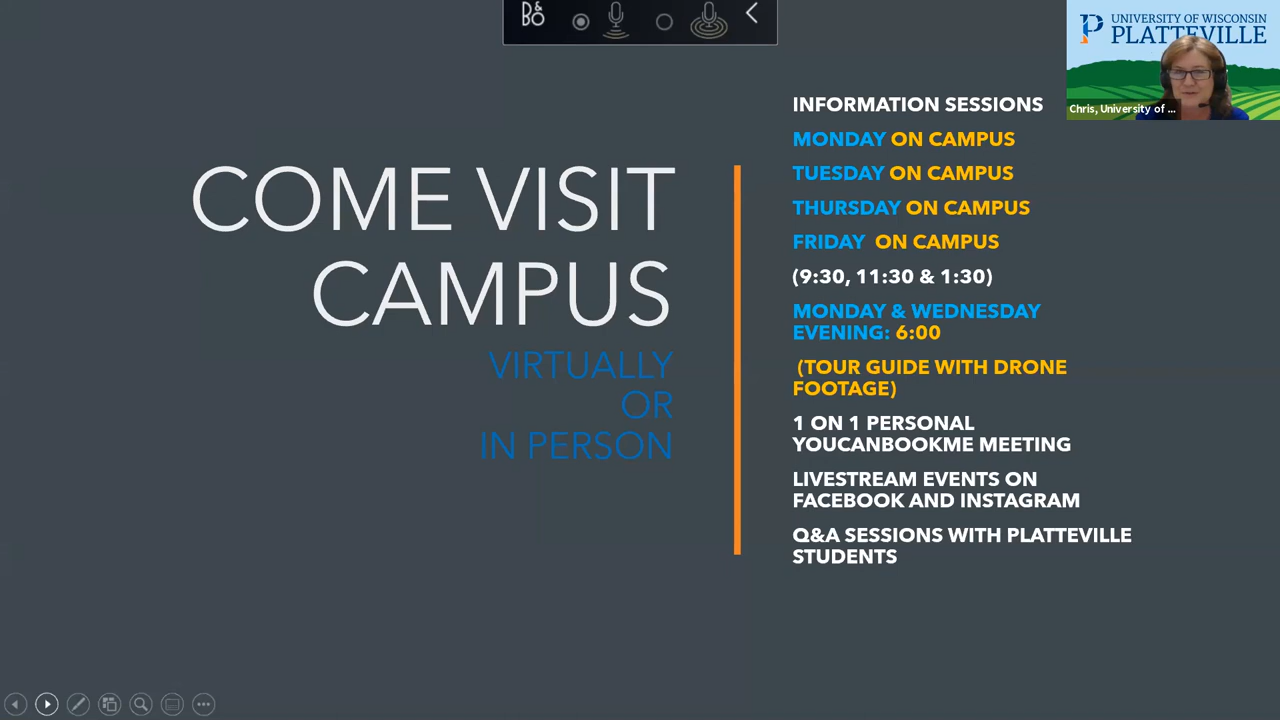 B&O
UNIVERSITY OF WISCONSIN
PLATTEVILLE
Chris, University of ...
COME VISIT
CAMPUS
VIRTUALLY
OR
IN PERSON
INFORMATION SESSIONS
MONDAY ON CAMPUS
TUESDAY ON CAMPUS
THURSDAY ON CAMPUS
FRIDAY ON CAMPUS
(9:30, 11:30 & 1:30)
MONDAY & WEDNESDAY
EVENING: 6:00
(TOUR GUIDE WITH DRONE
FOOTAGE)
1 ON 1 PERSONAL
YOUCANBOOKME MEETING
LIVESTREAM EVENTS ON
FACEBOOK AND INSTAGRAM
Q&A SESSIONS WITH PLATTEVILLE
STUDENTS